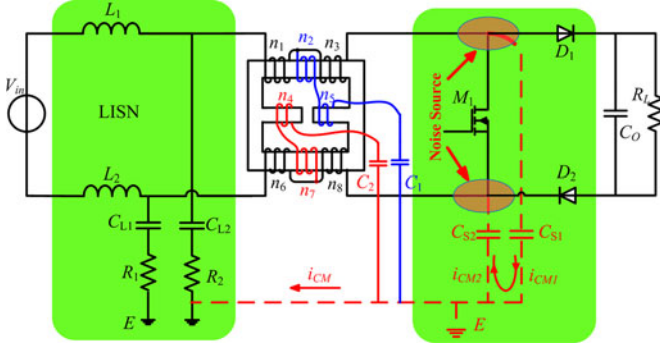 L1
n1
n2
n3
D1
Vin
LISN
n4
n5
M1
Noise Source
RL
CO
L2
n6
n7
n8
C2
C1
D2
CL1
CL2
CS2
CS1
R1
R2
iCM
iCM2
iCM1
E
E